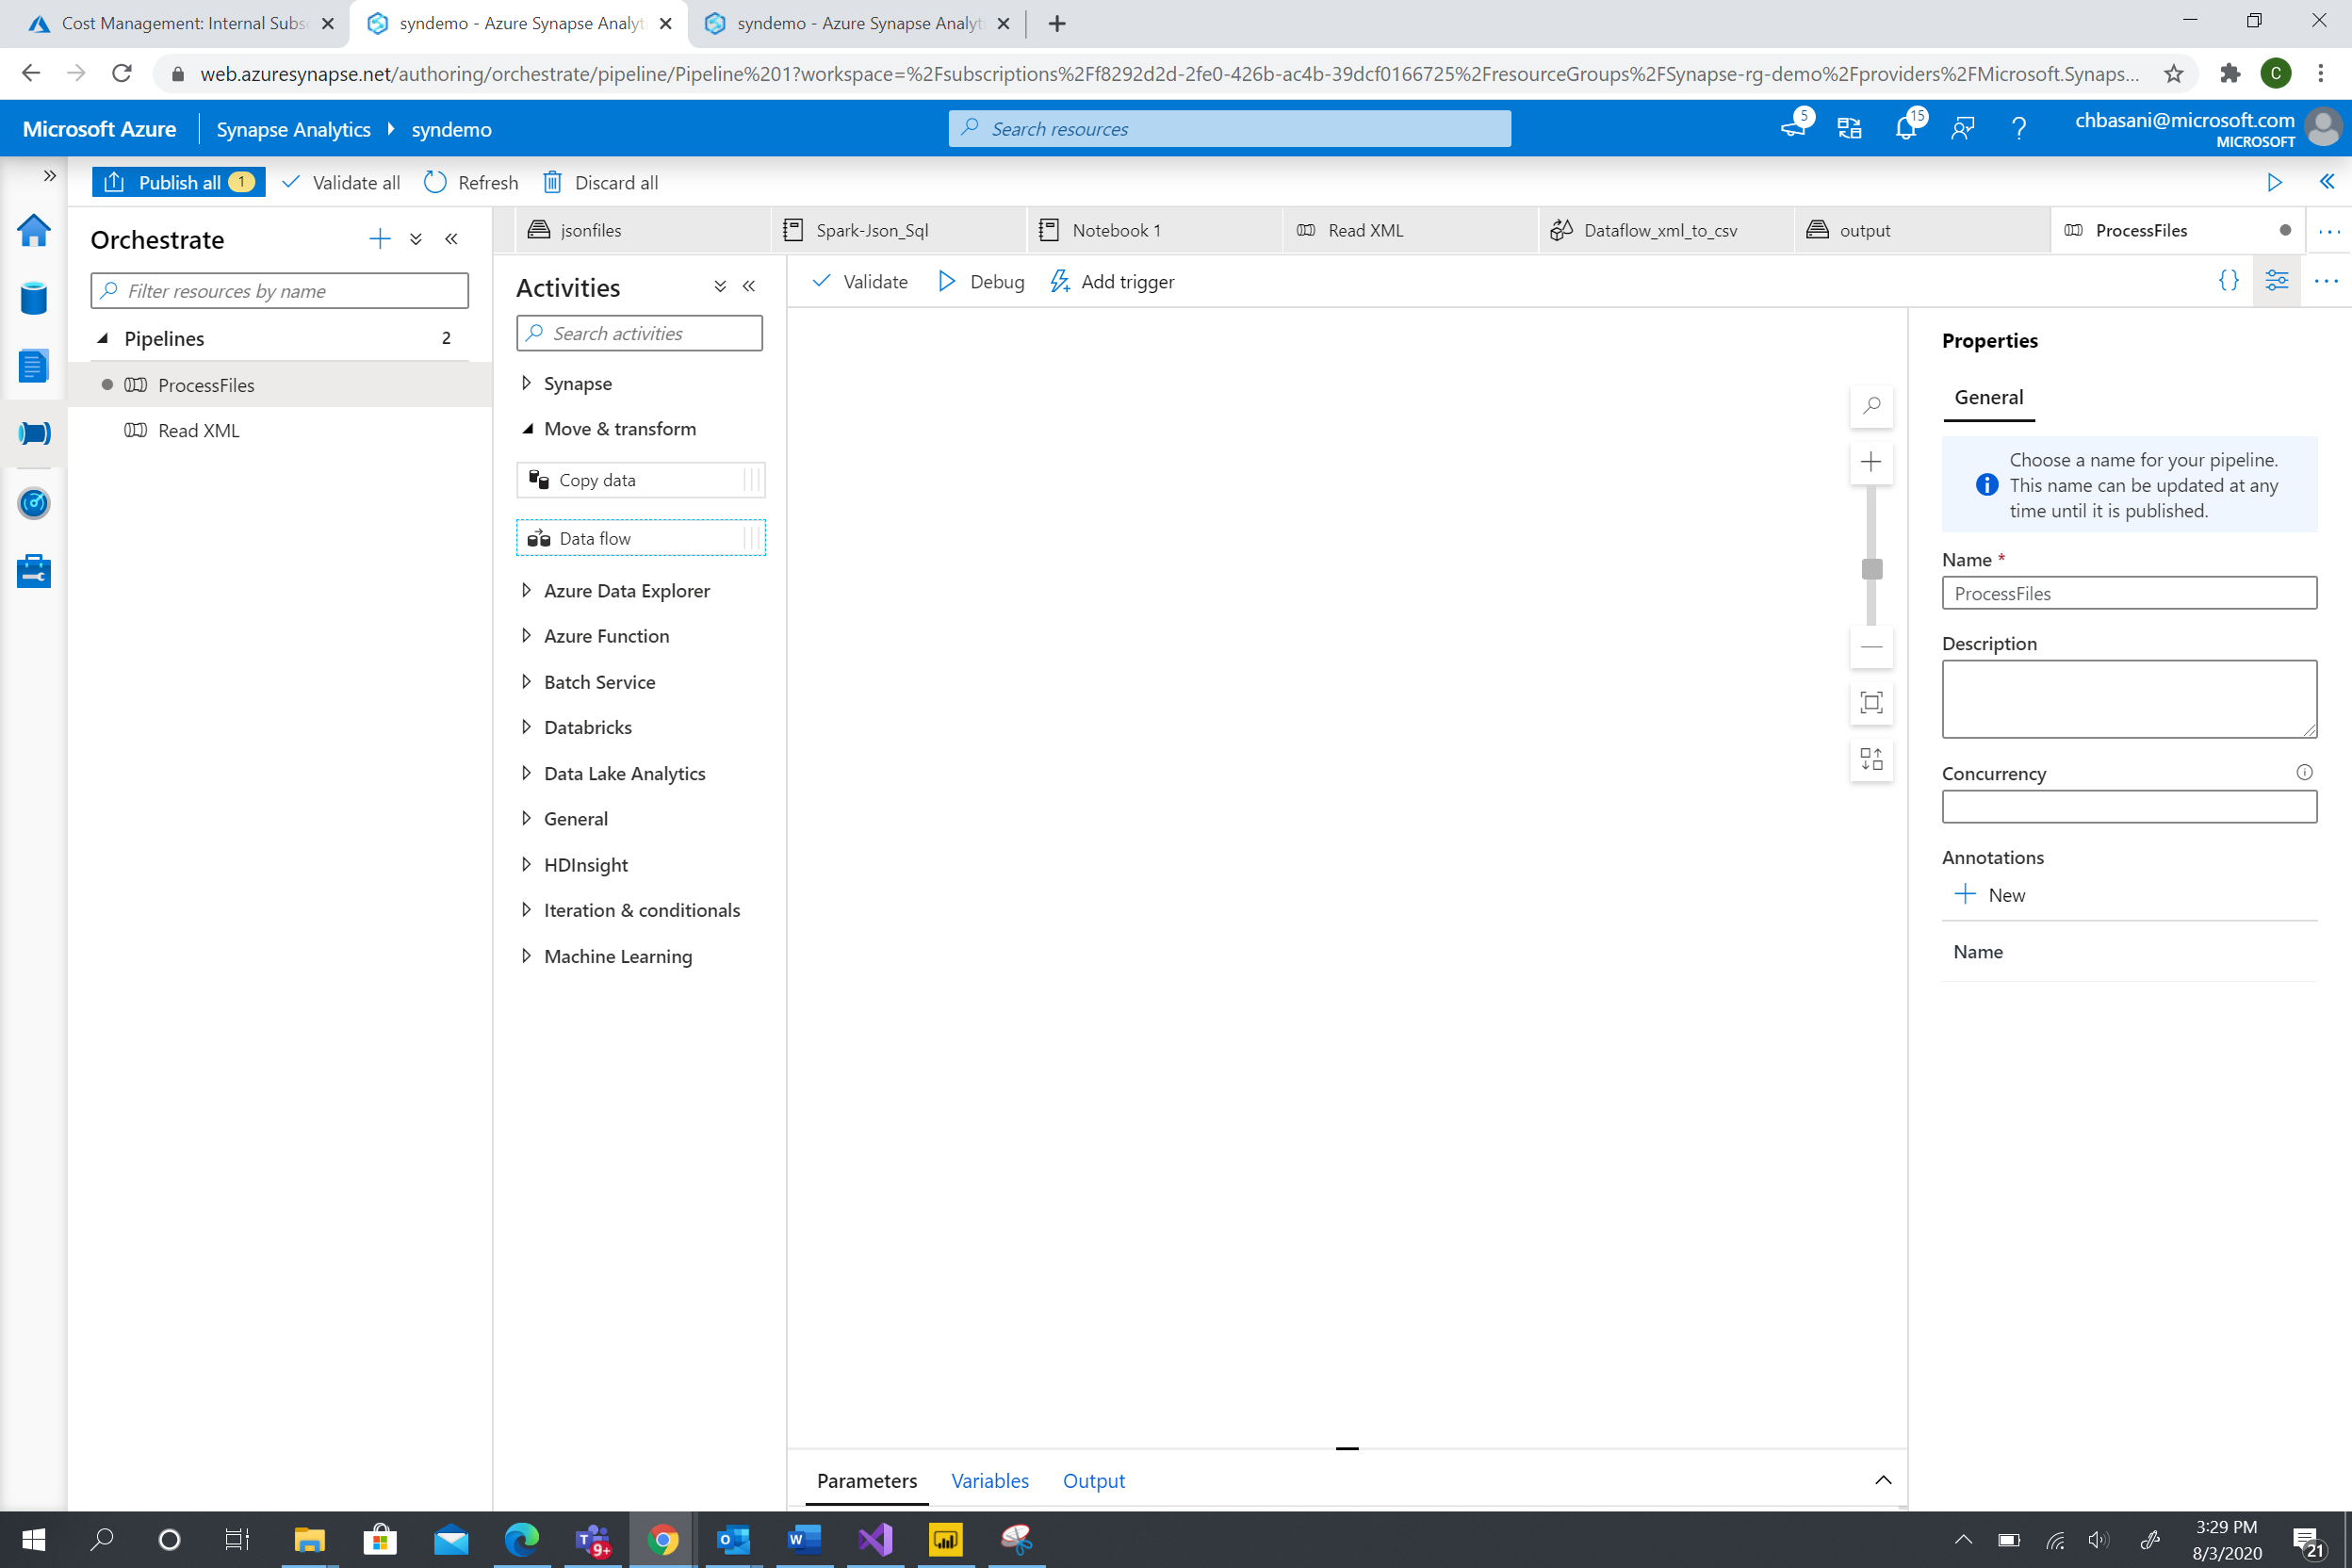 Cost Management: Internal Subs
syndemo - Azure Synapse Analyt
syndemo - Azure Synapse Analyt
web.azuresynapse.net/authoring/orchestrate/pipeline/Pipeline%201?workspace=%2Fsubscriptions%2Ff8292d2d-2fe0-426b-ac4b-39dcf0166725%2FresourceGroups%2FSynapse-rg-demo%2Fproviders%2FMicrosoft.Synaps...
C
Microsoft Azure
Synapse Analytics
syndemo
Search resources
5
15
chbasani@microsoft.com
MICROSOFT
Publish all 1
Validate all
Refresh
Discard all
Orchestrate
Filter resources by name
Pipelines 2
ProcessFiles
Read XML
jsonfiles
Spark-Json_Sql
Notebook 1
Read XML
Dataflow_xml_to_csv
output
ProcessFiles
Activities
Search activities
Synapse
Move & transform
Copy data
Data flow
Azure Data Explorer
Azure Function
Batch Service
Databricks
Data Lake Analytics
General
HDInsight
Iteration & conditionals
Machine Learning
Validate
Debug
Add trigger
Properties
General
Choose a name for your pipeline.
This name can be updated at any
time until it is published.
Name *
ProcessFiles
Description
Concurrency
Annotations
New
Name
Parameters
Variables
Output
9+
3:29 PM
8/3/2020
21